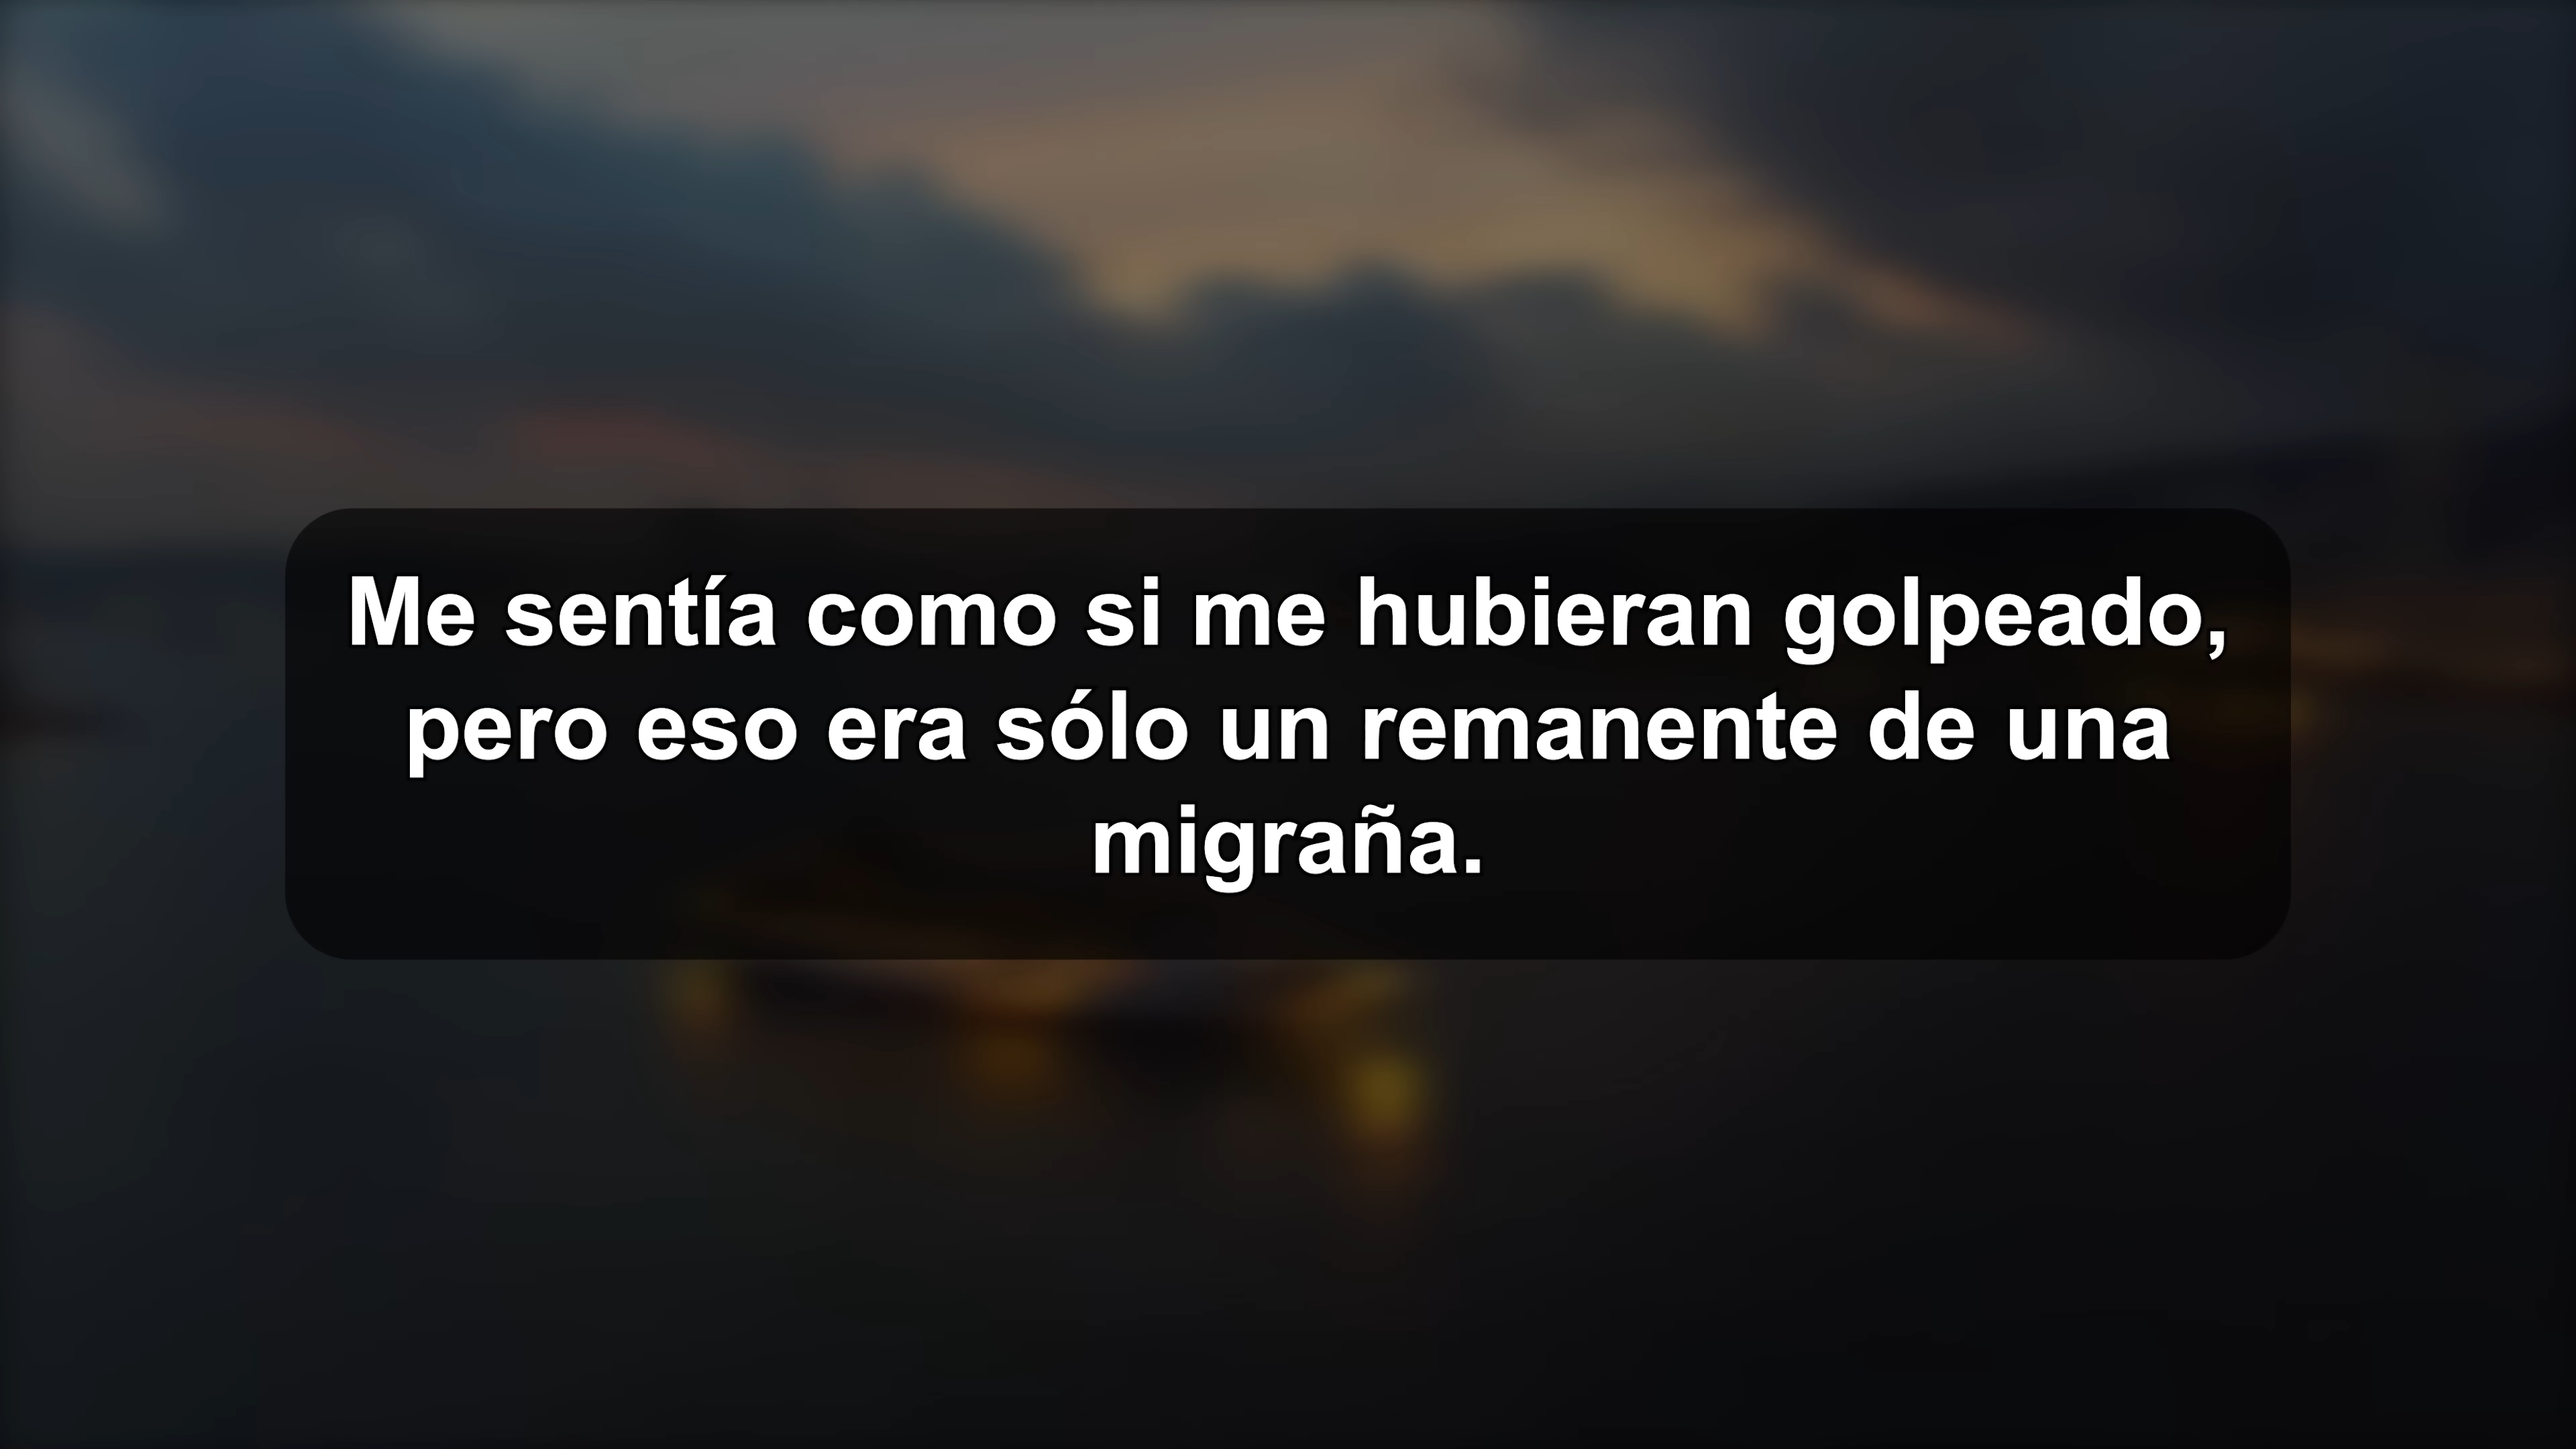 Me sentía como si me hubieran golpeado,
pero eso era sólo un remanente de una
migraña.